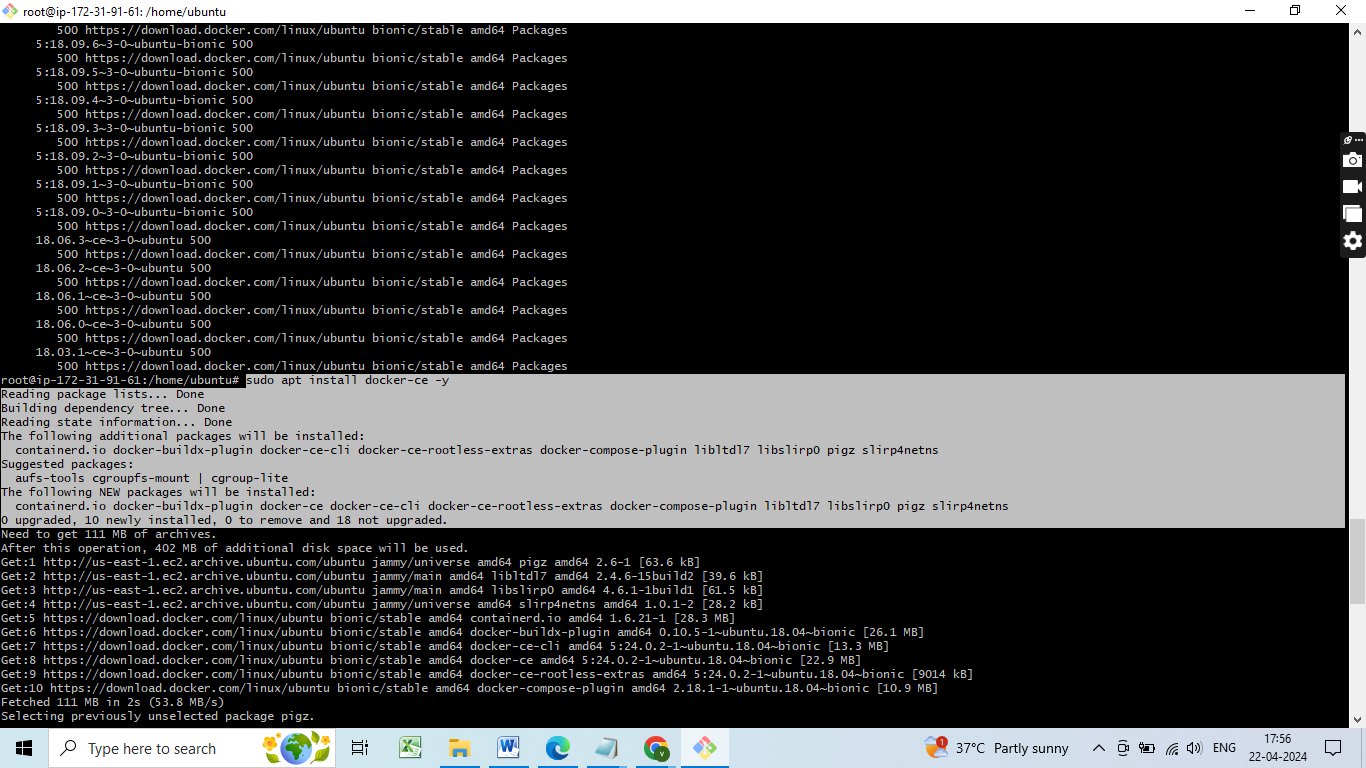 root@ip-172-31-91-61: /home/ubuntu
500 https://download.docker.com/linux/ubuntu bionic/stable amd64 Packages
5:18.09.6~3-0~ubuntu-bionic 500
500 https://download.docker.com/linux/ubuntu bionic/stable amd64 Packages
5:18.09.5~3-0~ubuntu-bionic 500
500 https://download.docker.com/linux/ubuntu bionic/stable amd64 Packages
5:18.09.4~3-0~ubuntu-bionic 500
500 https://download.docker.com/linux/ubuntu bionic/stable amd64 Packages
5:18.09.3~3-0~ubuntu-bionic 500
500 https://download.docker.com/linux/ubuntu bionic/stable amd64 Packages
5:18.09.2~3-0~ubuntu-bionic 500
500 https://download.docker.com/linux/ubuntu bionic/stable amd64 Packages
5:18.09.1~3-0~ubuntu-bionic 500
500 https://download.docker.com/linux/ubuntu bionic/stable amd64 Packages
5:18.09.0~3-0~ubuntu-bionic 500
500 https://download.docker.com/linux/ubuntu bionic/stable amd64 Packages
18.06.3~ce~3-0~ubuntu 500
500 https://download.docker.com/linux/ubuntu bionic/stable amd64 Packages
18.06.2~ce~3-0~ubuntu 500
500 https://download.docker.com/linux/ubuntu bionic/stable amd64 Packages
18.06.1~ce~3-0~ubuntu 500
500 https://download.docker.com/linux/ubuntu bionic/stable amd64 Packages
18.06.0~ce~3-0~ubuntu 500
500 https://download.docker.com/linux/ubuntu bionic/stable amd64 Packages
18.03.1~ce~3-0~ubuntu 500
500 https://download.docker.com/linux/ubuntu bionic/stable amd64 Packages
root@ip-172-31-91-61:/home/ubuntu# sudo apt install docker-ce -y
Reading package lists... Done
Building dependency tree... Done
Reading state information... Done
The following additional packages will be installed:
containerd.io docker-buildx-plugin docker-ce-cli docker-ce-rootless-extras docker-compose-plugin libltdl7 libslirp0 pigz slirp4netns
Suggested packages:
aufs-tools cgroupfs-mount | cgroup-lite
The following NEW packages will be installed:
containerd.io docker-buildx-plugin docker-ce docker-ce-cli docker-ce-rootless-extras docker-compose-plugin libltdl7 libslirp0 pigz slirp4netns
0 upgraded, 10 newly installed, 0 to remove and 18 not upgraded.
Need to get 111 MB of archives.
After this operation, 402 MB of additional disk space will be used.
Get:1 http://us-east-1.ec2.archive.ubuntu.com/ubuntu jammy/universe amd64 pigz amd64 2.6-1 [63.6 kB]
Get:2 http://us-east-1.ec2.archive.ubuntu.com/ubuntu jammy/main amd64 libltdl7 amd64 2.4.6-15build2 [39.6 kB]
Get:3 http://us-east-1.ec2.archive.ubuntu.com/ubuntu jammy/main amd64 libslirp0 amd64 4.6.1-1build1 [61.5 kB]
Get:4 http://us-east-1.ec2.archive.ubuntu.com/ubuntu jammy/universe amd64 slirp4netns amd64 1.0.1-2 [28.2 kB]
Get:5 https://download.docker.com/linux/ubuntu bionic/stable amd64 containerd.io amd64 1.6.21-1 [28.3 MB]
Get:6 https://download.docker.com/linux/ubuntu bionic/stable amd64 docker-buildx-plugin amd64 0.10.5-1~ubuntu.18.04~bionic [26.1 MB]
Get:7 https://download.docker.com/linux/ubuntu bionic/stable amd64 docker-ce-cli amd64 5:24.0.2-1~ubuntu.18.04~bionic [13.3 MB]
Get:8 https://download.docker.com/linux/ubuntu bionic/stable amd64 docker-ce amd64 5:24.0.2-1~ubuntu.18.04~bionic [22.9 MB]
Get:9 https://download.docker.com/linux/ubuntu bionic/stable amd64 docker-ce-rootless-extras amd64 5:24.0.2-1~ubuntu.18.04~bionic [9014 kB]
Get:10 https://download.docker.com/linux/ubuntu bionic/stable amd64 docker-compose-plugin amd64 2.18.1-1~ubuntu.18.04~bionic [10.9 MB]
Fetched 111 MB in 2s (53.8 MB/s)
Selecting previously unselected package pigz.
Type here to search
1
37°C Partly sunny
ENG
17:56
22-04-2024